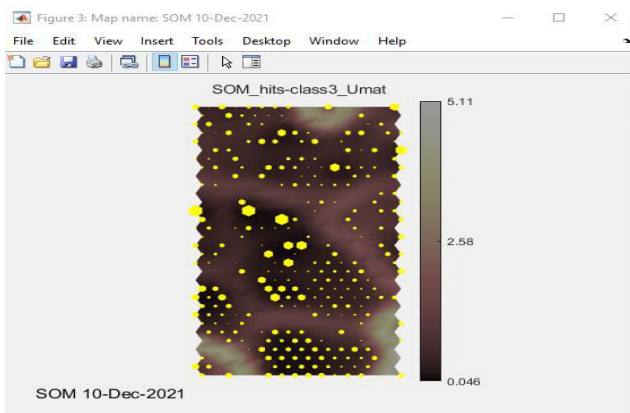 Figure 3: Map name: SOM 10-Dec-2021
File Edit View Insert Tools Desktop Window Help
SOM_hits-class3_Umat
5.11
2.58
0.046
SOM 10-Dec-2021